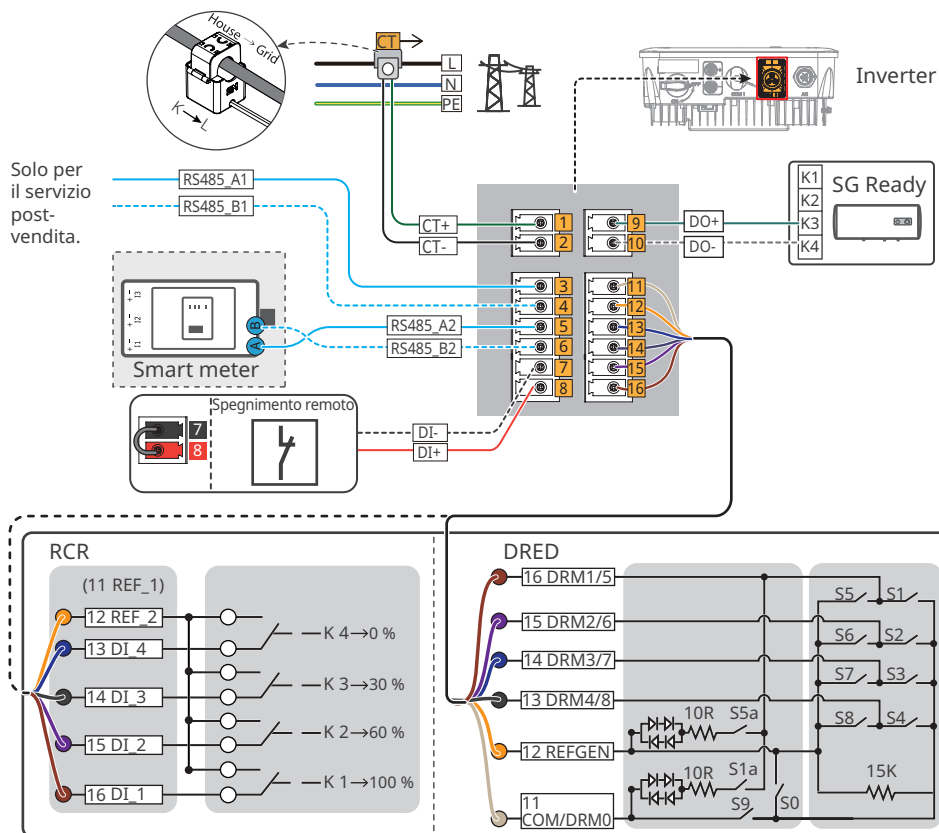 House → Grid
K→L
CT
L
N
PE
Inverter
Solo per
il servizio
post-
vendita.
RS485_A1
RS485_B1
CT+
CT-
1
2
3
4
5
6
7
8
9
10
11
12
13
14
15
16
DO+
DO-
K1
K2
K3
K4
SG Ready
I1
I2
I3
B
A
Smart meter
RS485_A2
RS485_B2
7
8
Spegnimento remoto
DI-
DI+
RCR
(11 REF_1)
12 REF_2
13 DI_4
14 DI_3
15 DI_2
16 DI_1
K 4→0 %
K 3→30 %
K 2→60 %
K 1→100 %
DRED
16 DRM1/5
15 DRM2/6
14 DRM3/7
13 DRM4/8
12 REFGEN
11
COM/DRM0
10R
S5a
10R
S1a
S9
S0
S5
S1
S6
S2
S7
S3
S8
S4
15K